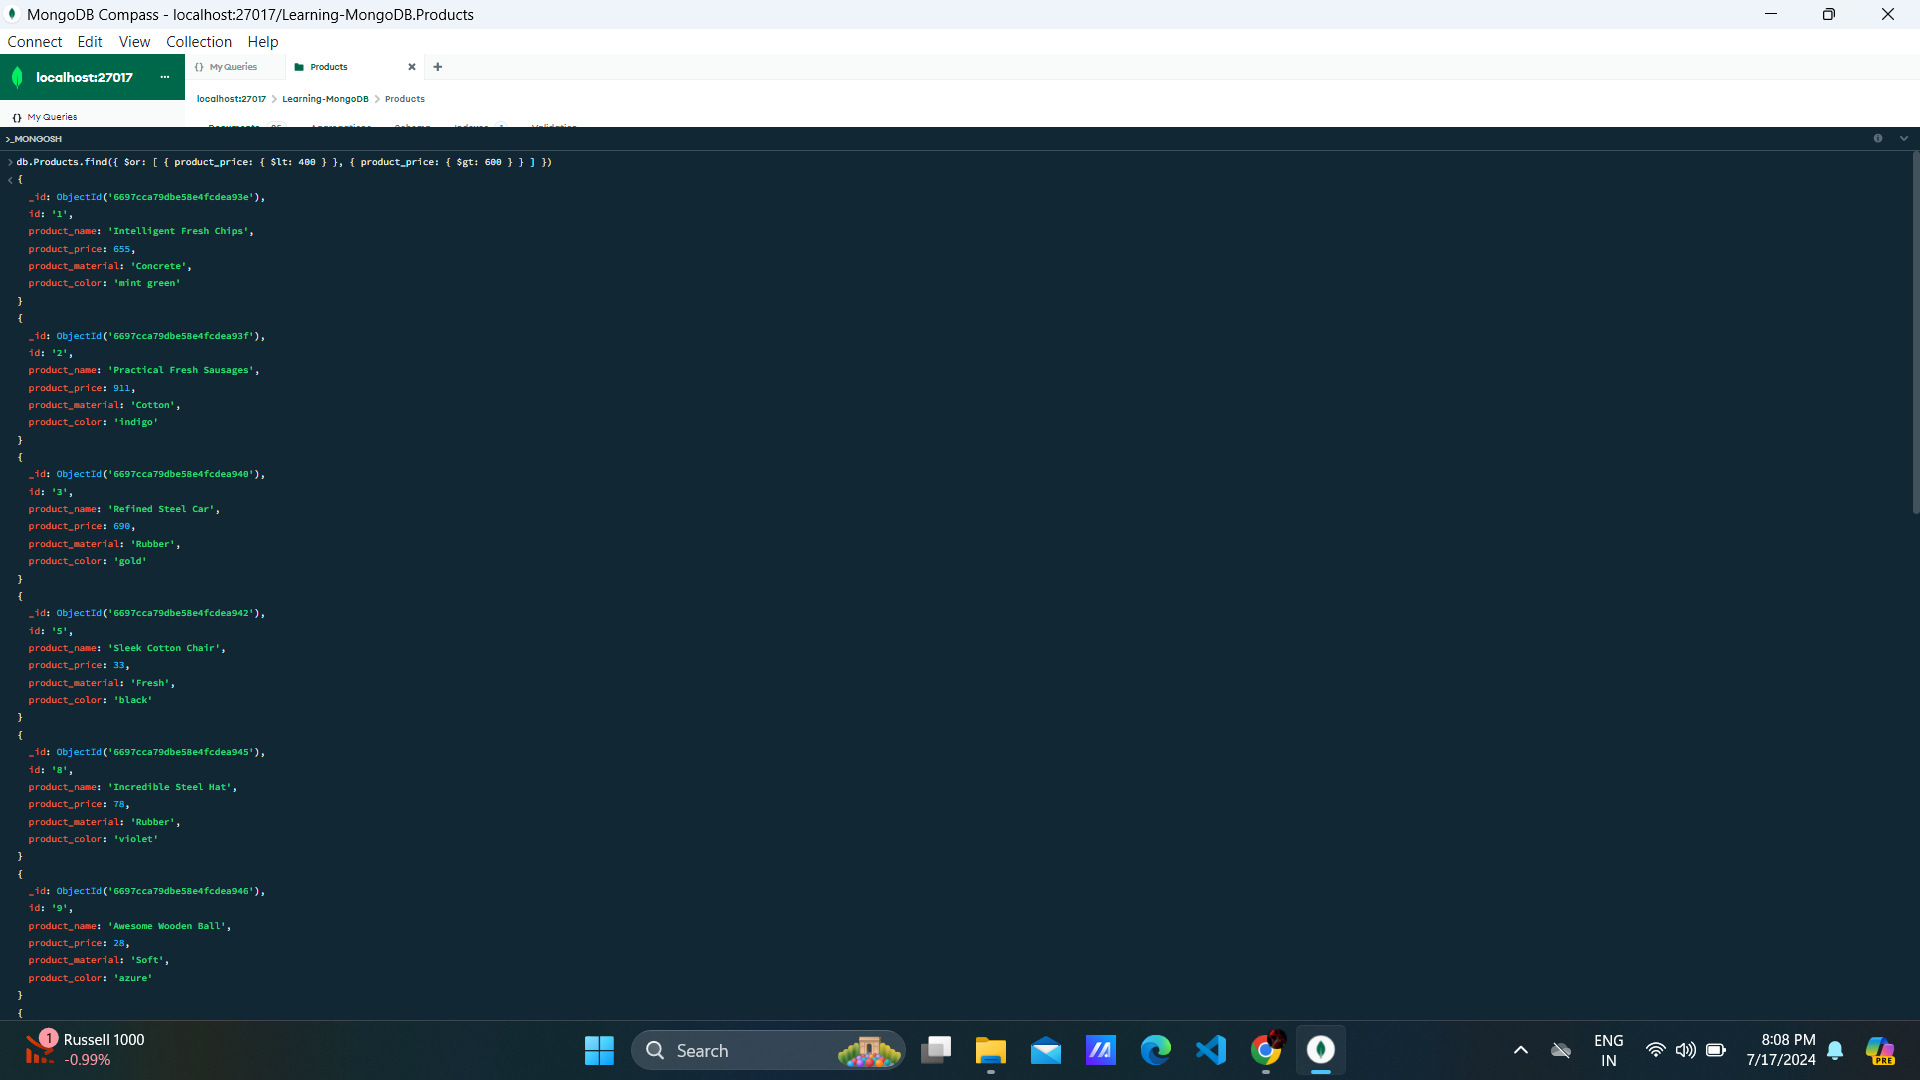 MongoDB Compass - localhost:27017/Learning-MongoDB.Products
Connect Edit View Collection Help
localhost:27017 ...
{} My Queries
Products
localhost:27017 > Learning-MongoDB > Products
{} My Queries
>_MONGOSH
> db.Products.find({ $or: [ { product_price: { $lt: 400 } }, { product_price: { $gt: 600 } } ] })
< {
_id: ObjectId('6697cca79dbe58e4fcdea93e'),
id: '1',
product_name: 'Intelligent Fresh Chips',
product_price: 655,
product_material: 'Concrete',
product_color: 'mint green'
}
{
_id: ObjectId('6697cca79dbe58e4fcdea93f'),
id: '2',
product_name: 'Practical Fresh Sausages',
product_price: 911,
product_material: 'Cotton',
product_color: 'indigo'
}
{
_id: ObjectId('6697cca79dbe58e4fcdea940'),
id: '3',
product_name: 'Refined Steel Car',
product_price: 690,
product_material: 'Rubber',
product_color: 'gold'
}
{
_id: ObjectId('6697cca79dbe58e4fcdea942'),
id: '5',
product_name: 'Sleek Cotton Chair',
product_price: 33,
product_material: 'Fresh',
product_color: 'black'
}
{
_id: ObjectId('6697cca79dbe58e4fcdea945'),
id: '8',
product_name: 'Incredible Steel Hat',
product_price: 78,
product_material: 'Rubber',
product_color: 'violet'
}
{
_id: ObjectId('6697cca79dbe58e4fcdea946'),
id: '9',
product_name: 'Awesome Wooden Ball',
product_price: 28,
product_material: 'Soft',
product_color: 'azure'
}
{
1
Russell 1000
-0.99%
Search
ENG
IN
8:08 PM
7/17/2024
PRE